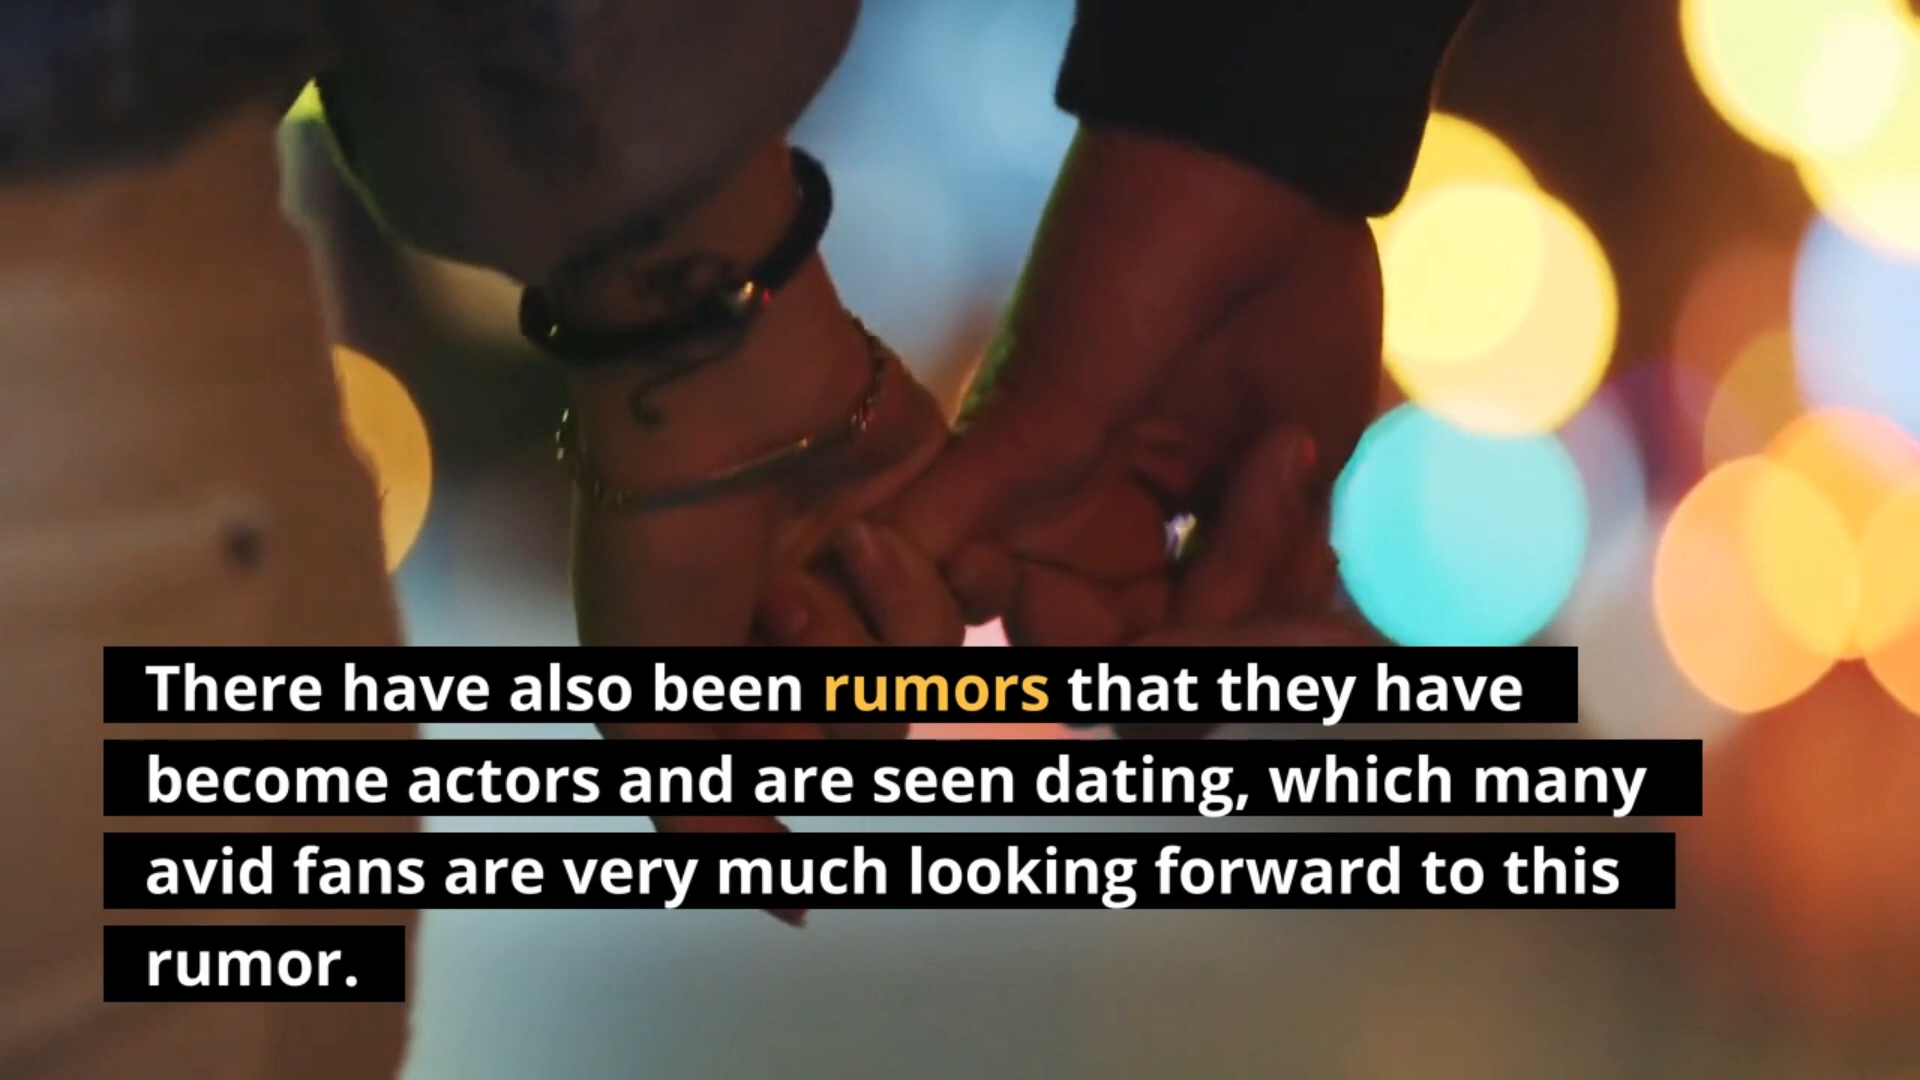 There have also been rumors that they have
become actors and are seen dating, which many
avid fans are very much looking forward to this
rumor.